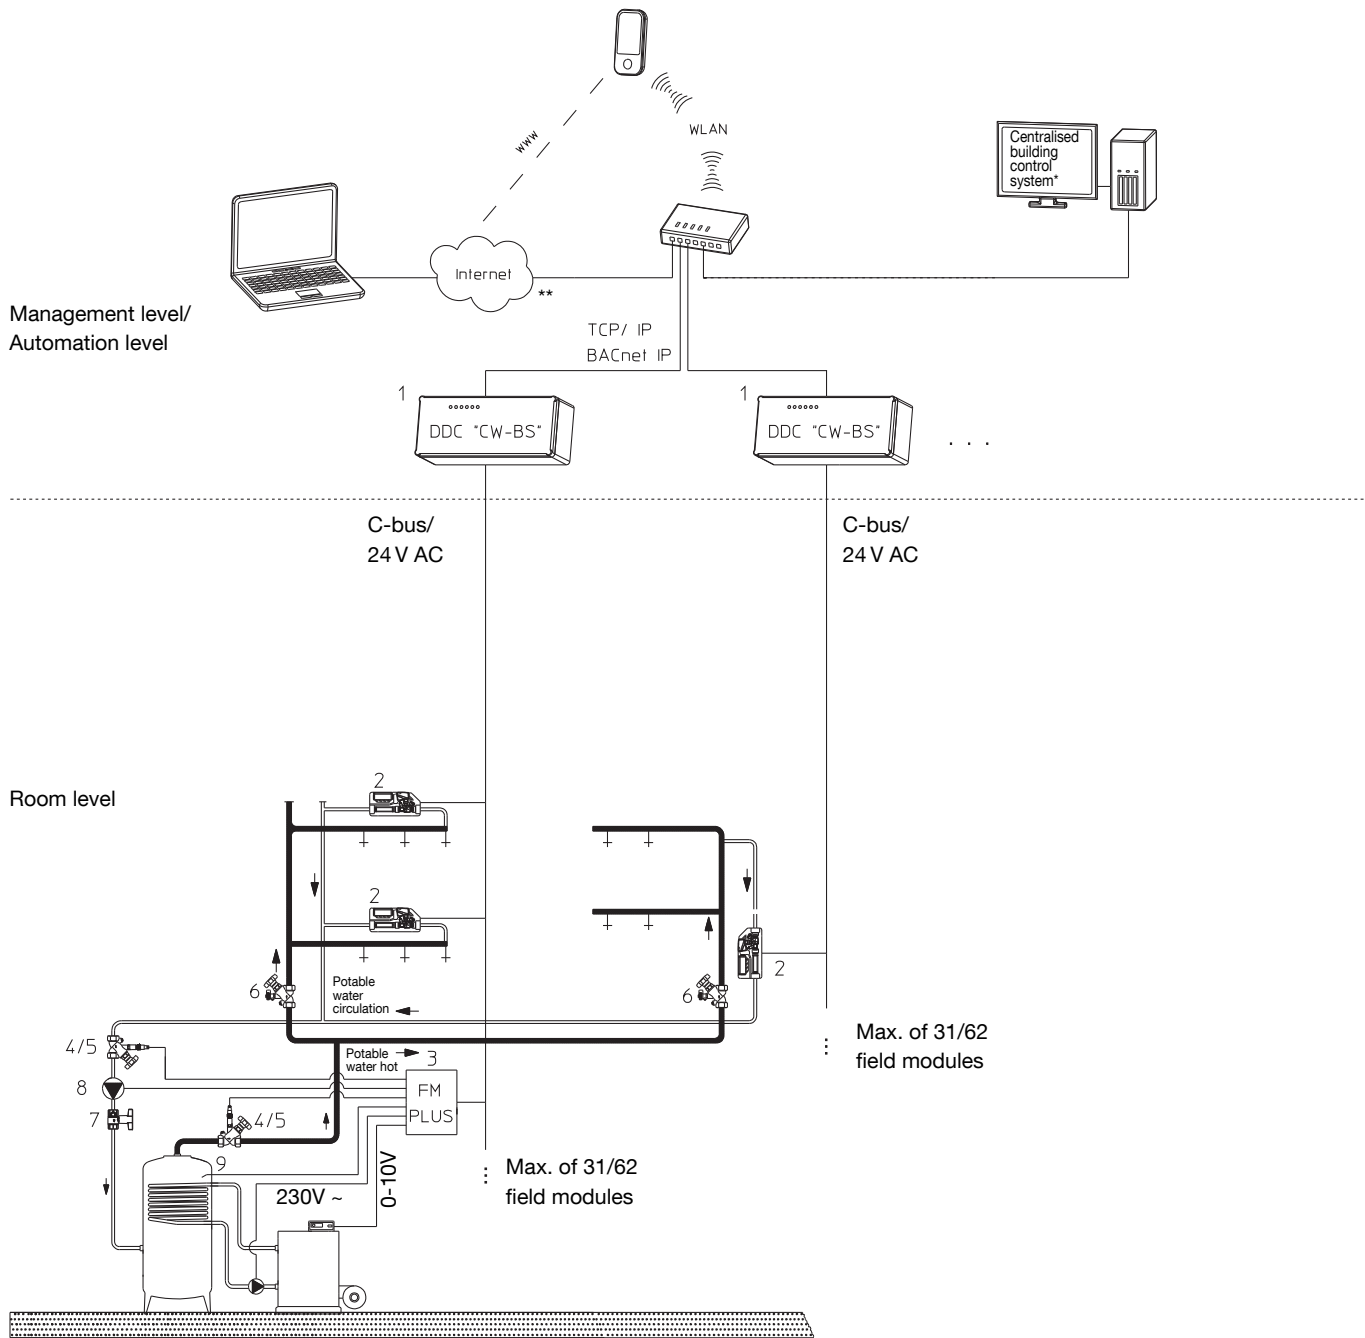 WLAN
www
Centralised
building
control
system*
Internet
**
Management level/
Automation level
TCP/ IP
BACnet IP
1
DDC "CW-BS"
1
DDC "CW-BS"
. . .
C-bus/
24 V AC
C-bus/
24 V AC
Room level
2
2
2
6
Potable
water
circulation
6
4/5
Potable
water hot
3
Max. of 31/62
field modules
8
FM
PLUS
7
4/5
9
230V ~
0-10V
Max. of 31/62
field modules